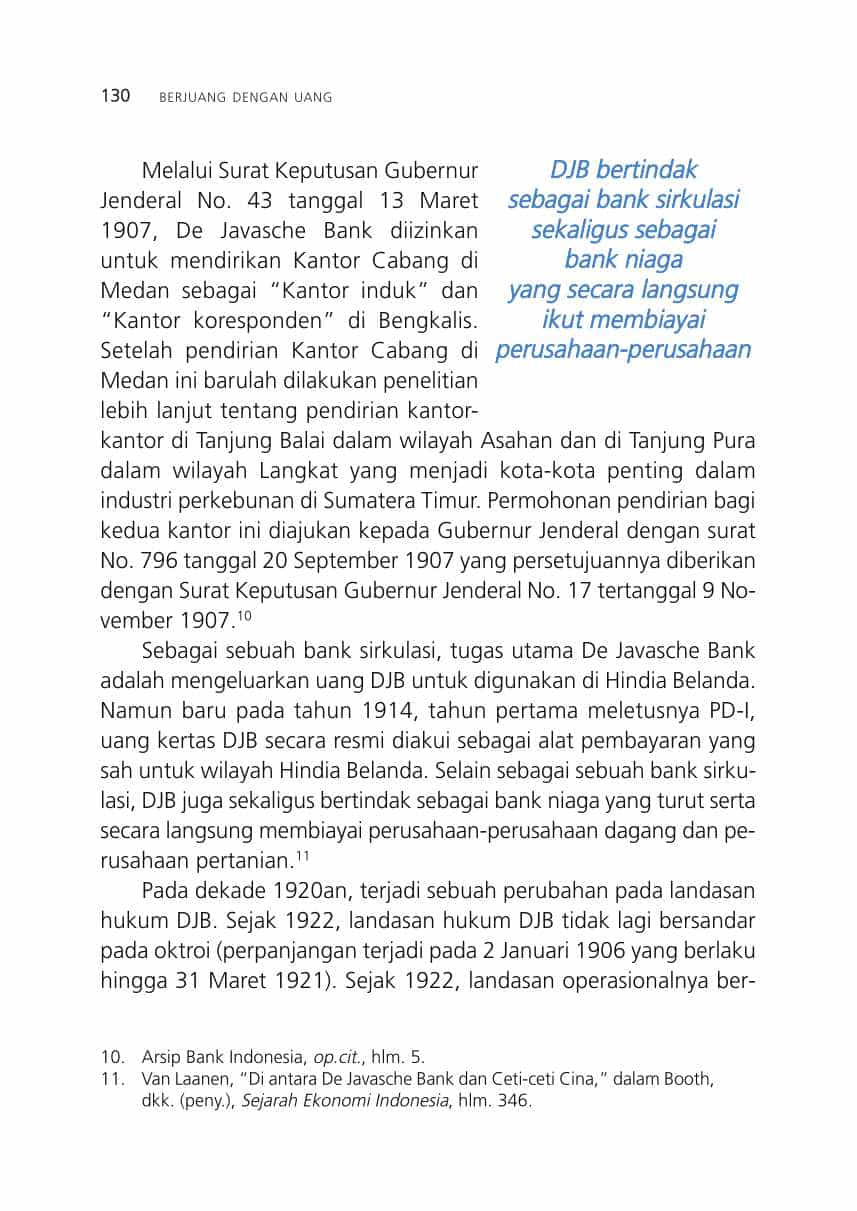 130 BERJUANG DENGAN UANG
Melalui Surat Keputusan Gubernur
Jenderal No. 43 tanggal 13 Maret
1907, De Javasche Bank diizinkan
untuk mendirikan Kantor Cabang di
Medan sebagai “Kantor induk” dan
“Kantor koresponden” di Bengkalis.
Setelah pendirian Kantor Cabang di
Medan ini barulah dilakukan penelitian
lebih lanjut tentang pendirian kantor-
DJB bertindak
sebagai bank sirkulasi
sekaligus sebagai
bank niaga
yang secara langsung
ikut membiayai
perusahaan-perusahaan
kantor di Tanjung Balai dalam wilayah Asahan dan di Tanjung Pura
dalam wilayah Langkat yang menjadi kota-kota penting dalam
industri perkebunan di Sumatera Timur. Permohonan pendirian bagi
kedua kantor ini diajukan kepada Gubernur Jenderal dengan surat
No. 796 tanggal 20 September 1907 yang persetujuannya diberikan
dengan Surat Keputusan Gubernur Jenderal No. 17 tertanggal 9 No-
vember 1907.10
Sebagai sebuah bank sirkulasi, tugas utama De Javasche Bank
adalah mengeluarkan uang DJB untuk digunakan di Hindia Belanda.
Namun baru pada tahun 1914, tahun pertama meletusnya PD-I,
uang kertas DJB secara resmi diakui sebagai alat pembayaran yang
sah untuk wilayah Hindia Belanda. Selain sebagai sebuah bank sirku-
lasi, DJB juga sekaligus bertindak sebagai bank niaga yang turut serta
secara langsung membiayai perusahaan-perusahaan dagang dan pe-
rusahaan pertanian.11
Pada dekade 1920an, terjadi sebuah perubahan pada landasan
hukum DJB. Sejak 1922, landasan hukum DJB tidak lagi bersandar
pada oktroi (perpanjangan terjadi pada 2 Januari 1906 yang berlaku
hingga 31 Maret 1921). Sejak 1922, landasan operasionalnya ber-
10. Arsip Bank Indonesia, op.cit., hlm. 5.
11. Van Laanen, “Di antara De Javasche Bank dan Ceti-ceti Cina,” dalam Booth,
dkk. (peny.), Sejarah Ekonomi Indonesia, hlm. 346.